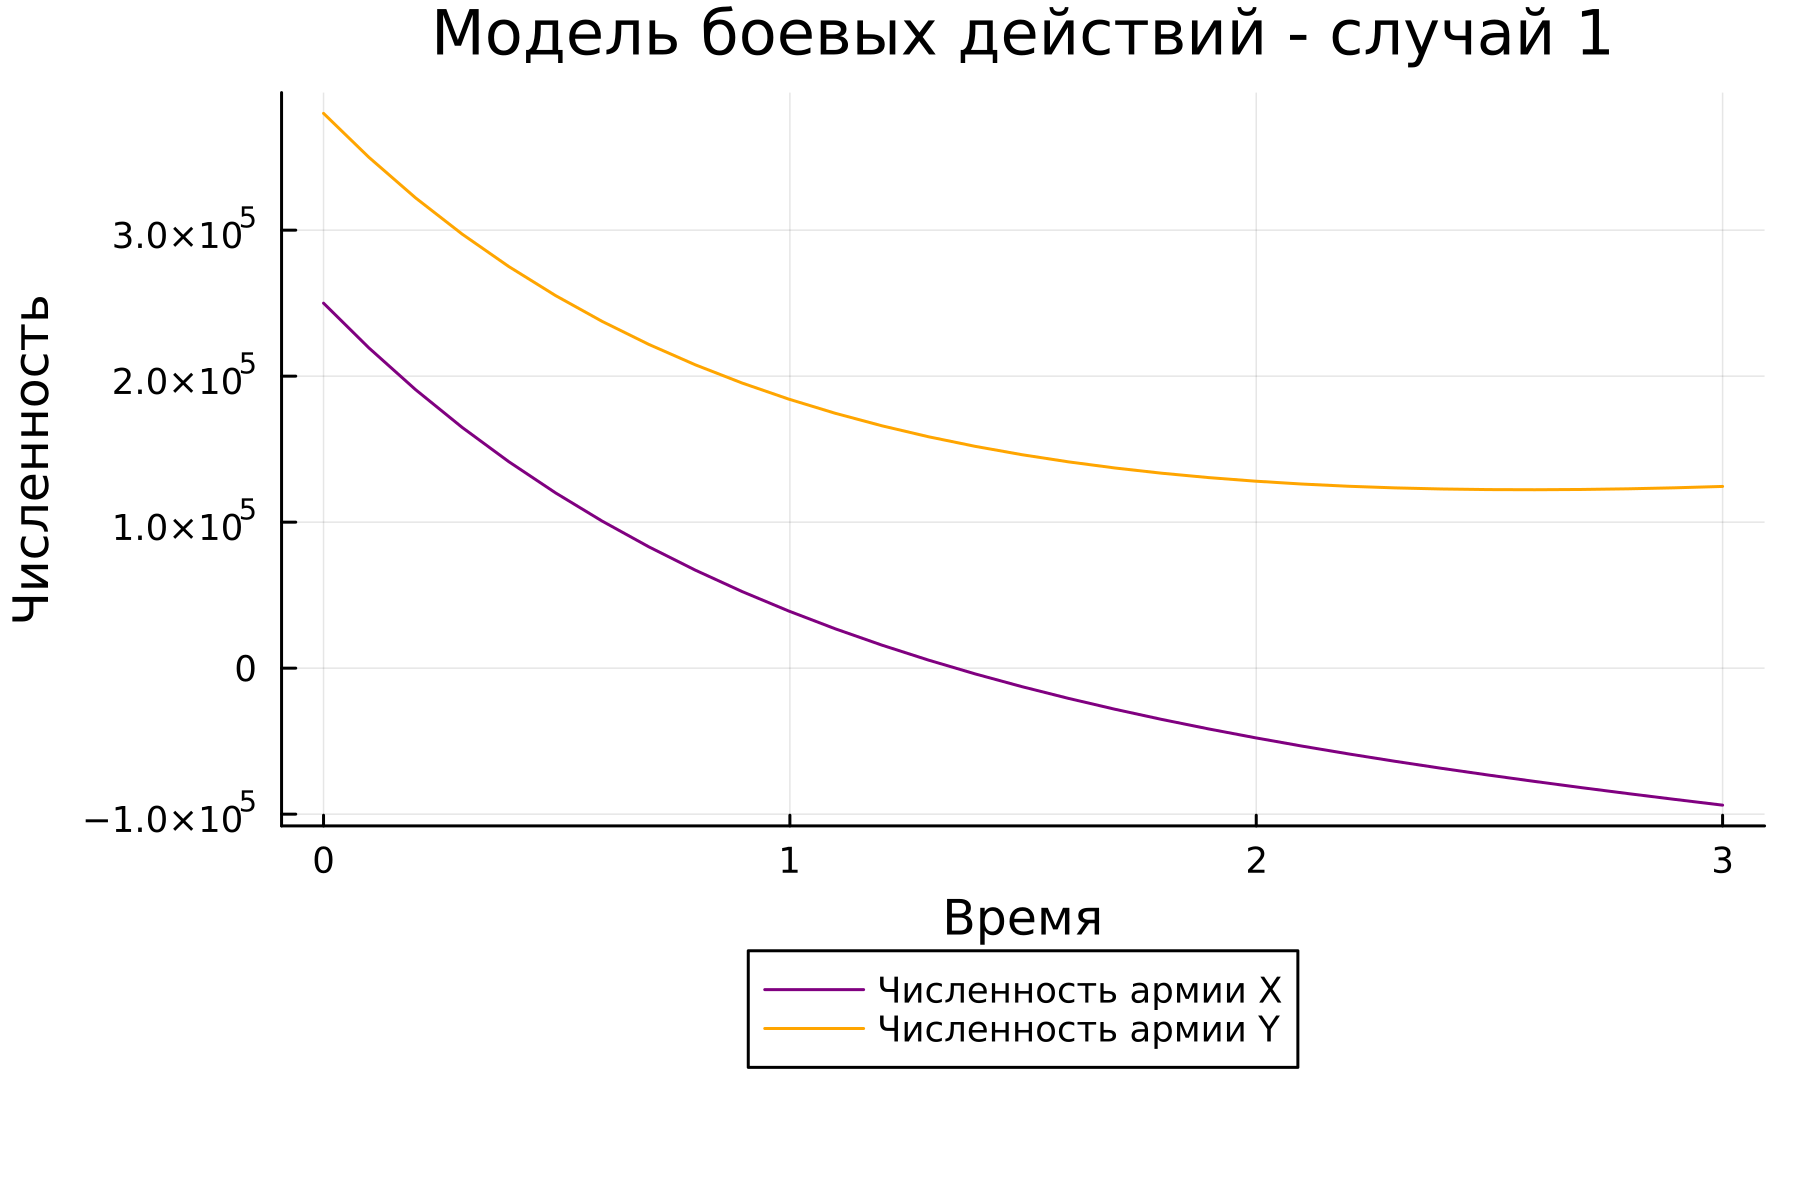 Модель боевых действий - случай 1
Численность
3.0×10⁵
2.0×10⁵
1.0×10⁵
0
−1.0×10⁵
0 1 2 3
Время
Численность армии X
Численность армии Y